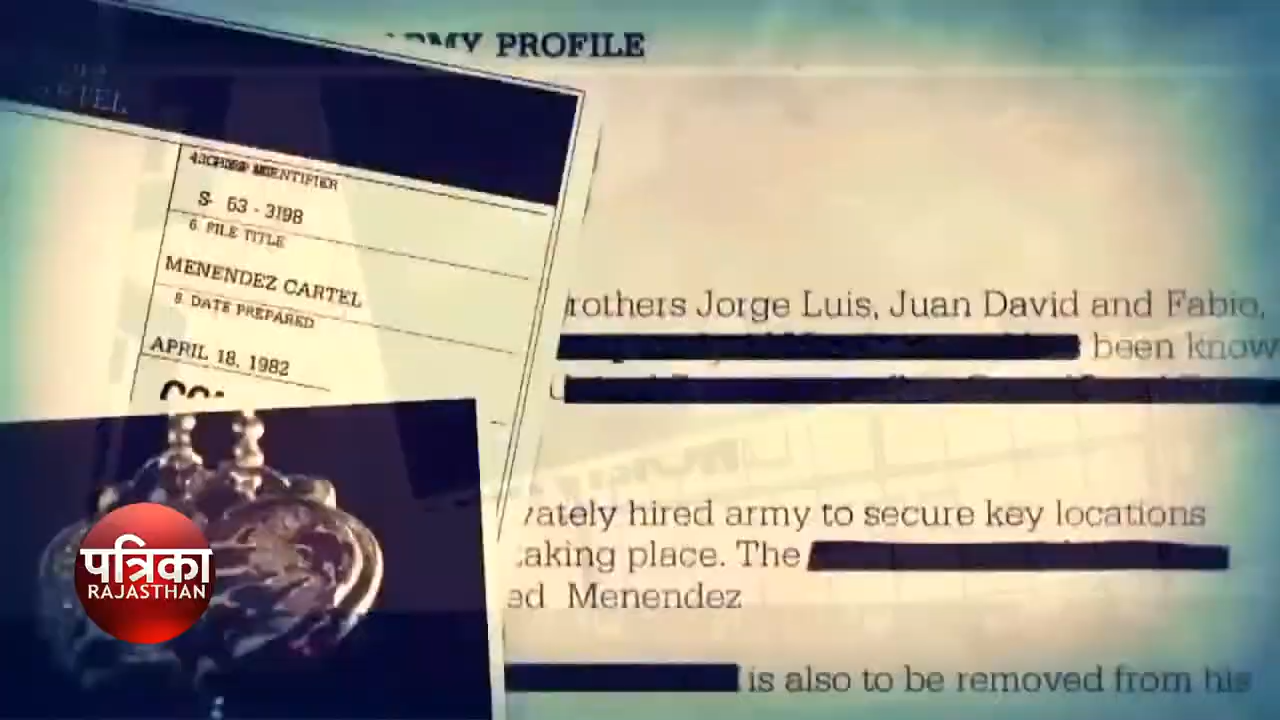 PROFILE
IDENTIFIER
S- 63 - 3198
6. FILE TITLE
MENENDEZ CARTEL
8. DATE PREPARED
APRIL 18, 1982
rothers Jorge Luis, Juan David and Fabio,
been know
ately hired army to secure key locations
aking place. The
ed Menendez
is also to be removed from his
पत्रिका
RAJASTHAN